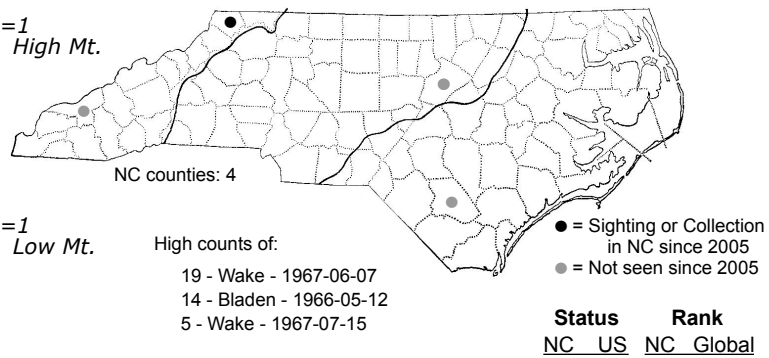 =1
High Mt.
NC counties: 4
=1
Low Mt.
High counts of:
19 - Wake - 1967-06-07
14 - Bladen - 1966-05-12
5 - Wake - 1967-07-15
= Sighting or Collection
in NC since 2005
= Not seen since 2005
Status Rank
NC US NC Global